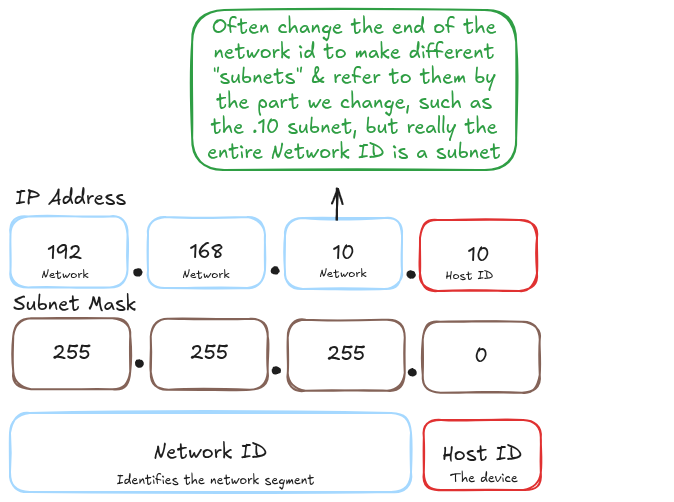 Often change the end of the
network id to make different
"subnets" & refer to them by
the part we change, such as
the .10 subnet, but really the
entire Network ID is a subnet
IP Address
192 . 168 . 10 . 10
Network Network Network Host ID
Subnet Mask
255 . 255 . 255 . 0
Network ID Host ID
Identifies the network segment The device